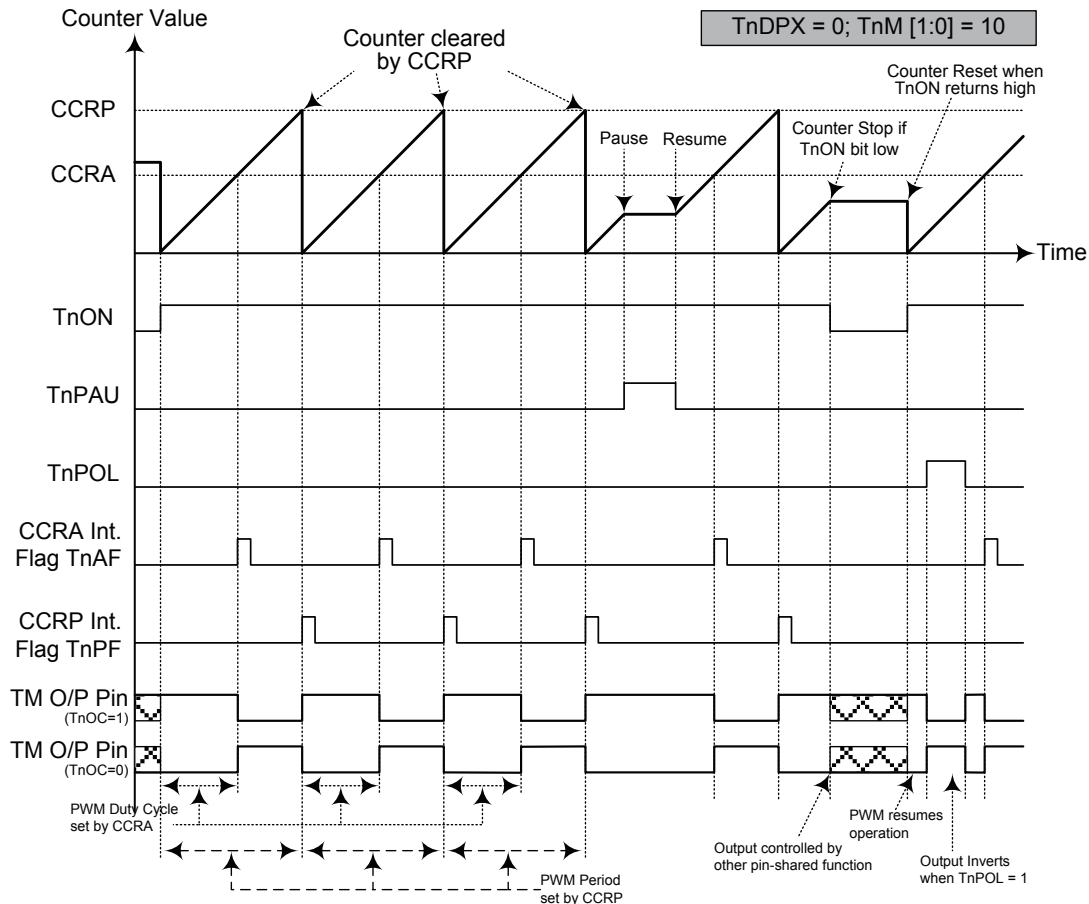 Counter Value
TnDPX = 0; TnM [1:0] = 10
Counter cleared
by CCRP
Counter Reset when
TnON returns high
CCRP
Pause
Resume
Counter Stop if
TnON bit low
CCRA
Time
TnON
TnPAU
TnPOL
CCRA Int.
Flag TnAF
CCRP Int.
Flag TnPF
TM O/P Pin
(TnOC=1)
TM O/P Pin
(TnOC=0)
PWM Duty Cycle
set by CCRA
PWM resumes
operation
Output controlled by
other pin-shared function
Output Inverts
when TnPOL = 1
PWM Period
set by CCRP